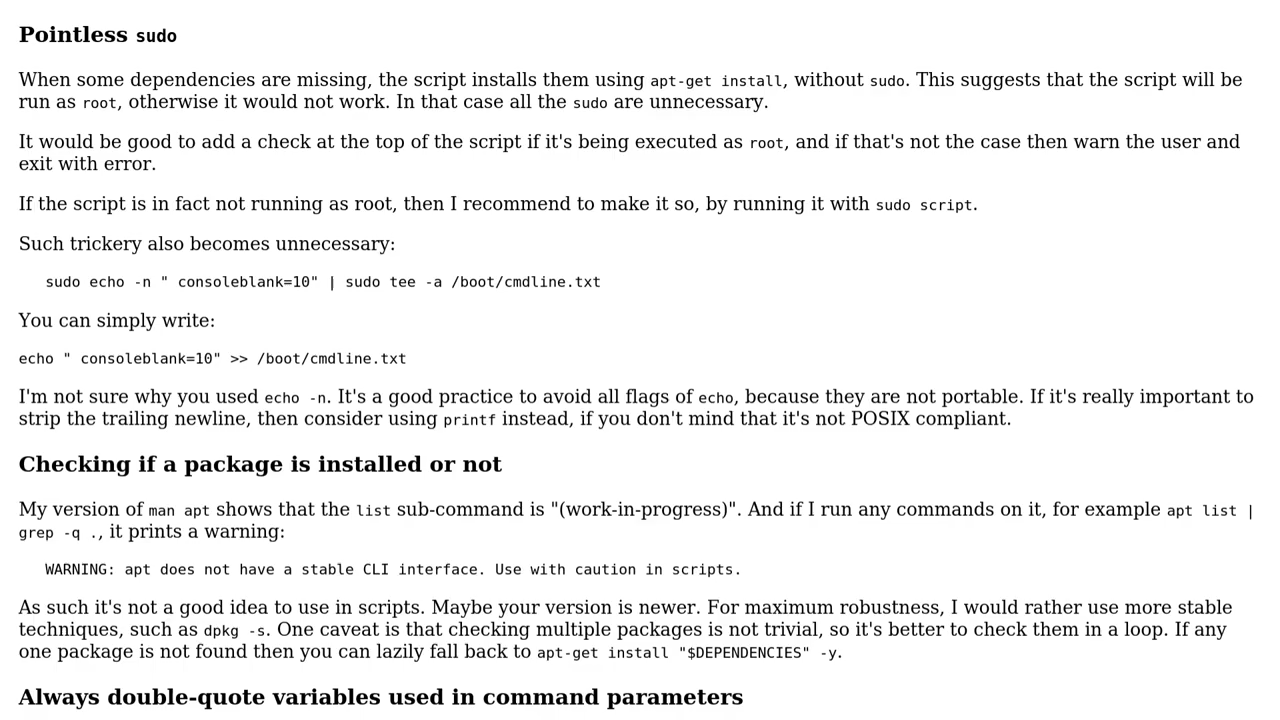 Pointless sudo
When some dependencies are missing, the script installs them using apt-get install, without sudo. This suggests that the script will be
run as root, otherwise it would not work. In that case all the sudo are unnecessary.
It would be good to add a check at the top of the script if it's being executed as root, and if that's not the case then warn the user and
exit with error.
If the script is in fact not running as root, then I recommend to make it so, by running it with sudo script.
Such trickery also becomes unnecessary:
sudo echo -n " consoleblank=10" | sudo tee -a /boot/cmdline.txt
You can simply write:
echo " consoleblank=10" >> /boot/cmdline.txt
I'm not sure why you used echo -n. It's a good practice to avoid all flags of echo, because they are not portable. If it's really important to
strip the trailing newline, then consider using printf instead, if you don't mind that it's not POSIX compliant.
Checking if a package is installed or not
My version of man apt shows that the list sub-command is "(work-in-progress)". And if I run any commands on it, for example apt list |
grep -q ., it prints a warning:
WARNING: apt does not have a stable CLI interface. Use with caution in scripts.
As such it's not a good idea to use in scripts. Maybe your version is newer. For maximum robustness, I would rather use more stable
techniques, such as dpkg -s. One caveat is that checking multiple packages is not trivial, so it's better to check them in a loop. If any
one package is not found then you can lazily fall back to apt-get install "$DEPENDENCIES" -y.
Always double-quote variables used in command parameters